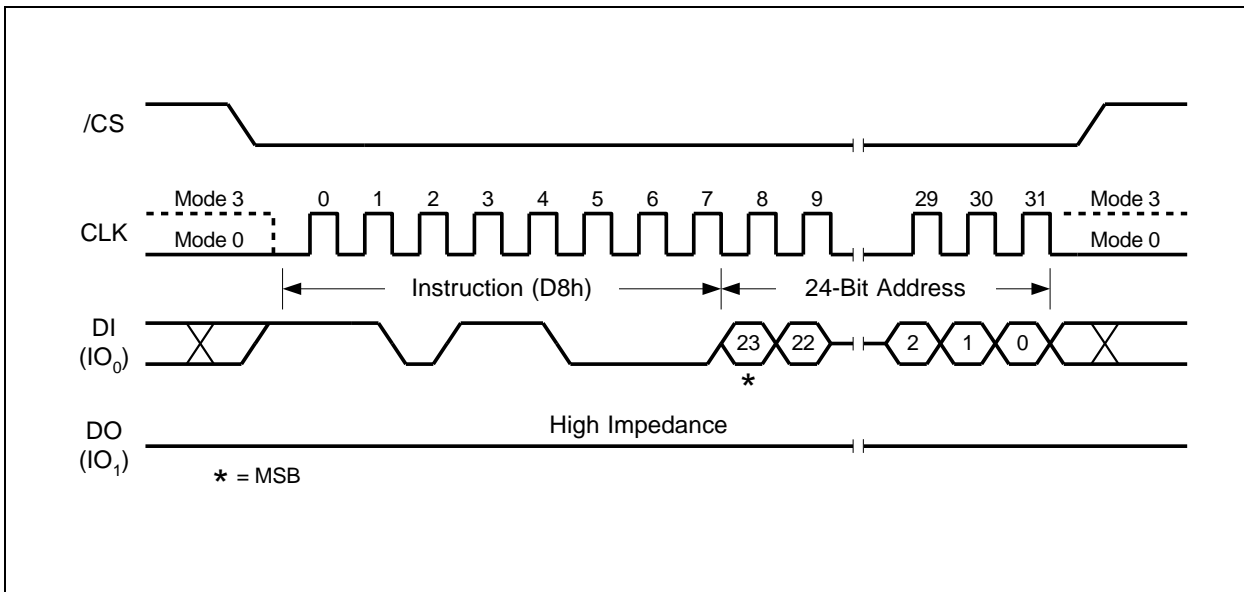 /CS
Mode 3 0 1 2 3 4 5 6 7 8 9 29 30 31 Mode 3
CLK
Mode 0 Mode 0
Instruction (D8h) 24-Bit Address
DI
(IO0)
23 22 2 1 0
*
High Impedance
DO
(IO1)
* = MSB